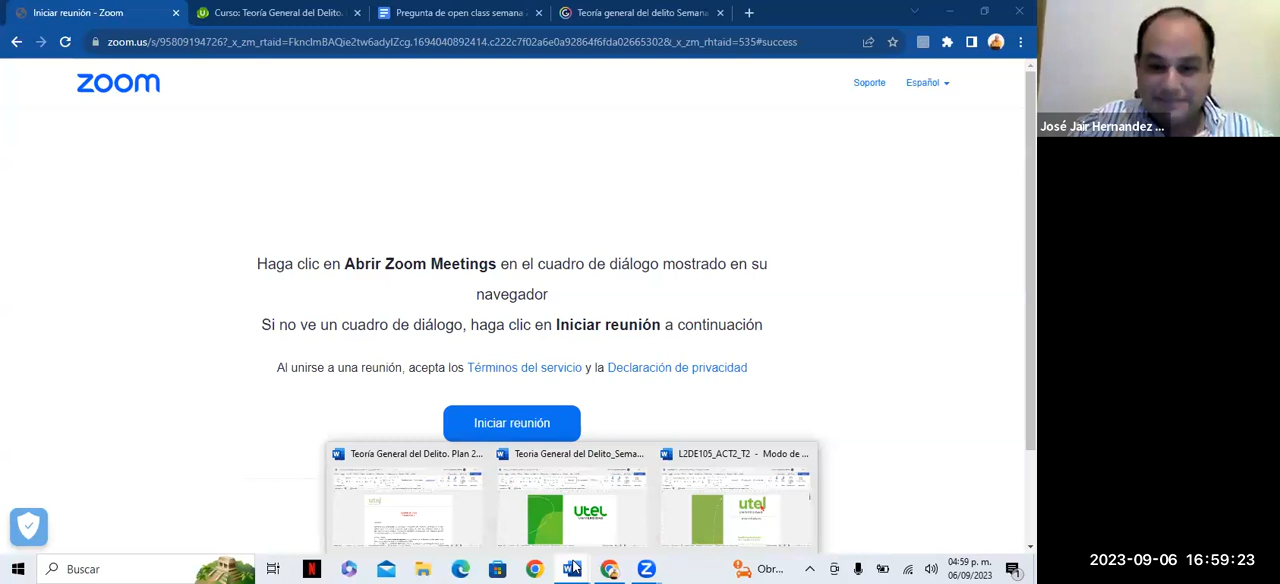 Iniciar reunión - Zoom
Curso: Teoría General del Delito.
Pregunta de open class semana
Teoría general del delito Semana
zoom.us/s/95809194726?_x_zm_rtaid=FkncImBAQie2tw6adyIZcg.1694040892414.c222c7f02a6e0a92864f6fda02665302&_x_zm_rhtaid=535#success
zoom
Soporte
Español
José Jair Hernandez ...
Haga clic en Abrir Zoom Meetings en el cuadro de diálogo mostrado en su
navegador
Si no ve un cuadro de diálogo, haga clic en Iniciar reunión a continuación
Al unirse a una reunión, acepta los Términos del servicio y la Declaración de privacidad
Iniciar reunión
Teoría General del Delito. Plan 2...
Teoria General del Delito_Sema...
L2DE105_ACT2_T2 - Modo de ...
utel
utel
Buscar
Obr...
04:59 p. m.
06/09/2023
2023-09-06 16:59:23